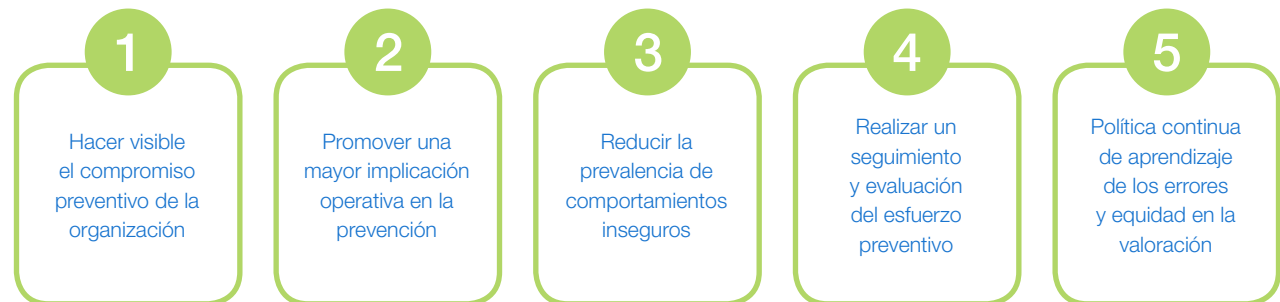 1
Hacer visible
el compromiso
preventivo de la
organización
2
Promover una
mayor implicación
operativa en la
prevención
3
Reducir la
prevalencia de
comportamientos
inseguros
4
Realizar un
seguimiento
y evaluación
del esfuerzo
preventivo
5
Política continua
de aprendizaje
de los errores
y equidad en la
valoración